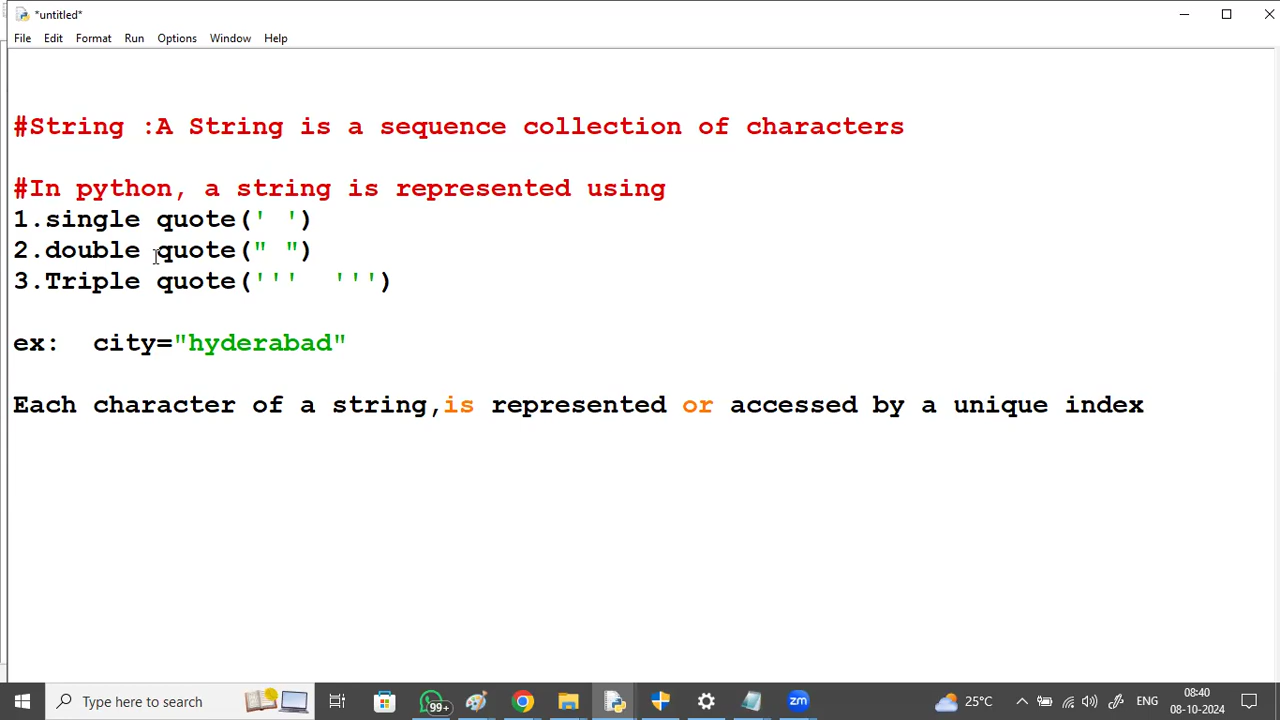 *untitled*
File Edit Format Run Options Window Help
#String :A String is a sequence collection of characters
#In python, a string is represented using
1.single quote(' ')
2.double quote(" ")
3.Triple quote('''  ''')
ex:  city="hyderabad"
Each character of a string,is represented or accessed by a unique index
Type here to search 99+ zm 25°C ENG 08:40
08-10-2024